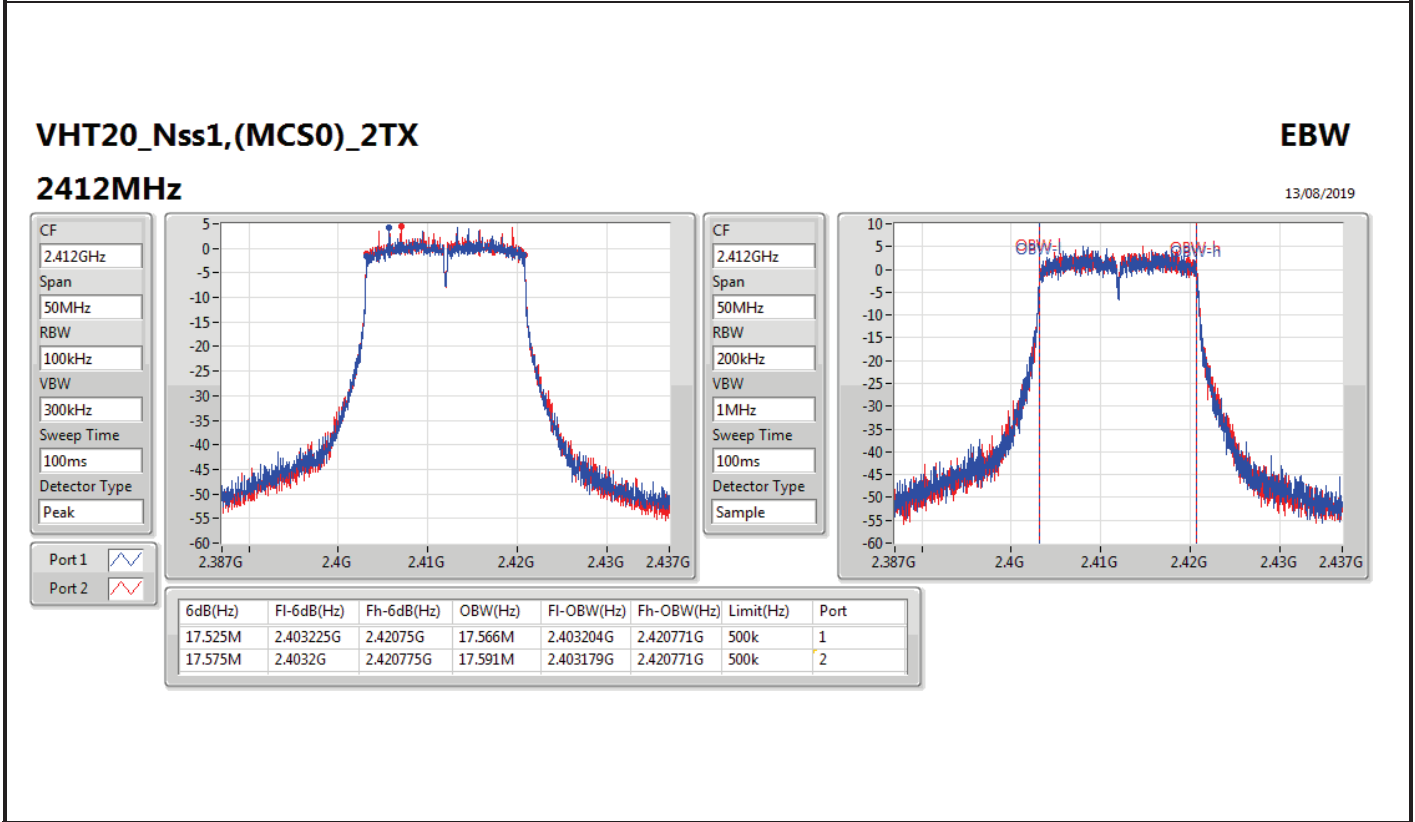 VHT20_Nss1,(MCS0)_2TX
EBW
2412MHz
13/08/2019
CF
2.412GHz
Span
50MHz
RBW
100kHz
VBW
300kHz
Sweep Time
100ms
Detector Type
Peak
Port 1
Port 2
5
0
-5
-10
-15
-20
-25
-30
-35
-40
-45
-50
-55
-60
2.387G 2.4G 2.41G 2.42G 2.43G 2.437G
CF
2.412GHz
Span
50MHz
RBW
200kHz
VBW
1MHz
Sweep Time
100ms
Detector Type
Sample
10
5
0
-5
-10
-15
-20
-25
-30
-35
-40
-45
-50
-55
-60
OBW-l OBW-h
2.387G 2.4G 2.41G 2.42G 2.43G 2.437G
6dB(Hz) Fl-6dB(Hz) Fh-6dB(Hz) OBW(Hz) Fl-OBW(Hz) Fh-OBW(Hz) Limit(Hz) Port
17.525M 2.403225G 2.42075G 17.566M 2.403204G 2.420771G 500k 1
17.575M 2.4032G 2.420775G 17.591M 2.403179G 2.420771G 500k 2